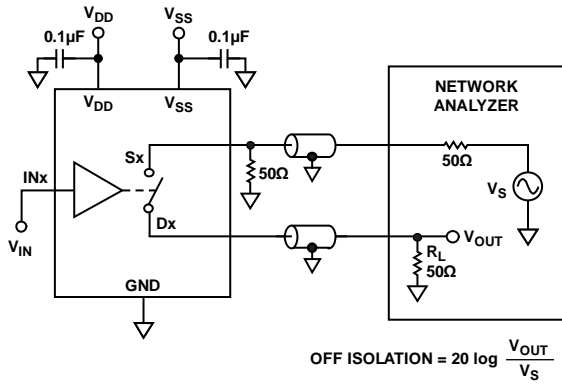 VDD
VSS
0.1µF
0.1µF
VDD
VSS
NETWORK
ANALYZER
Sx
50Ω
50Ω
INx
VS
Dx
VIN
VOUT
RL
50Ω
GND
OFF ISOLATION = 20 log VOUT
VS